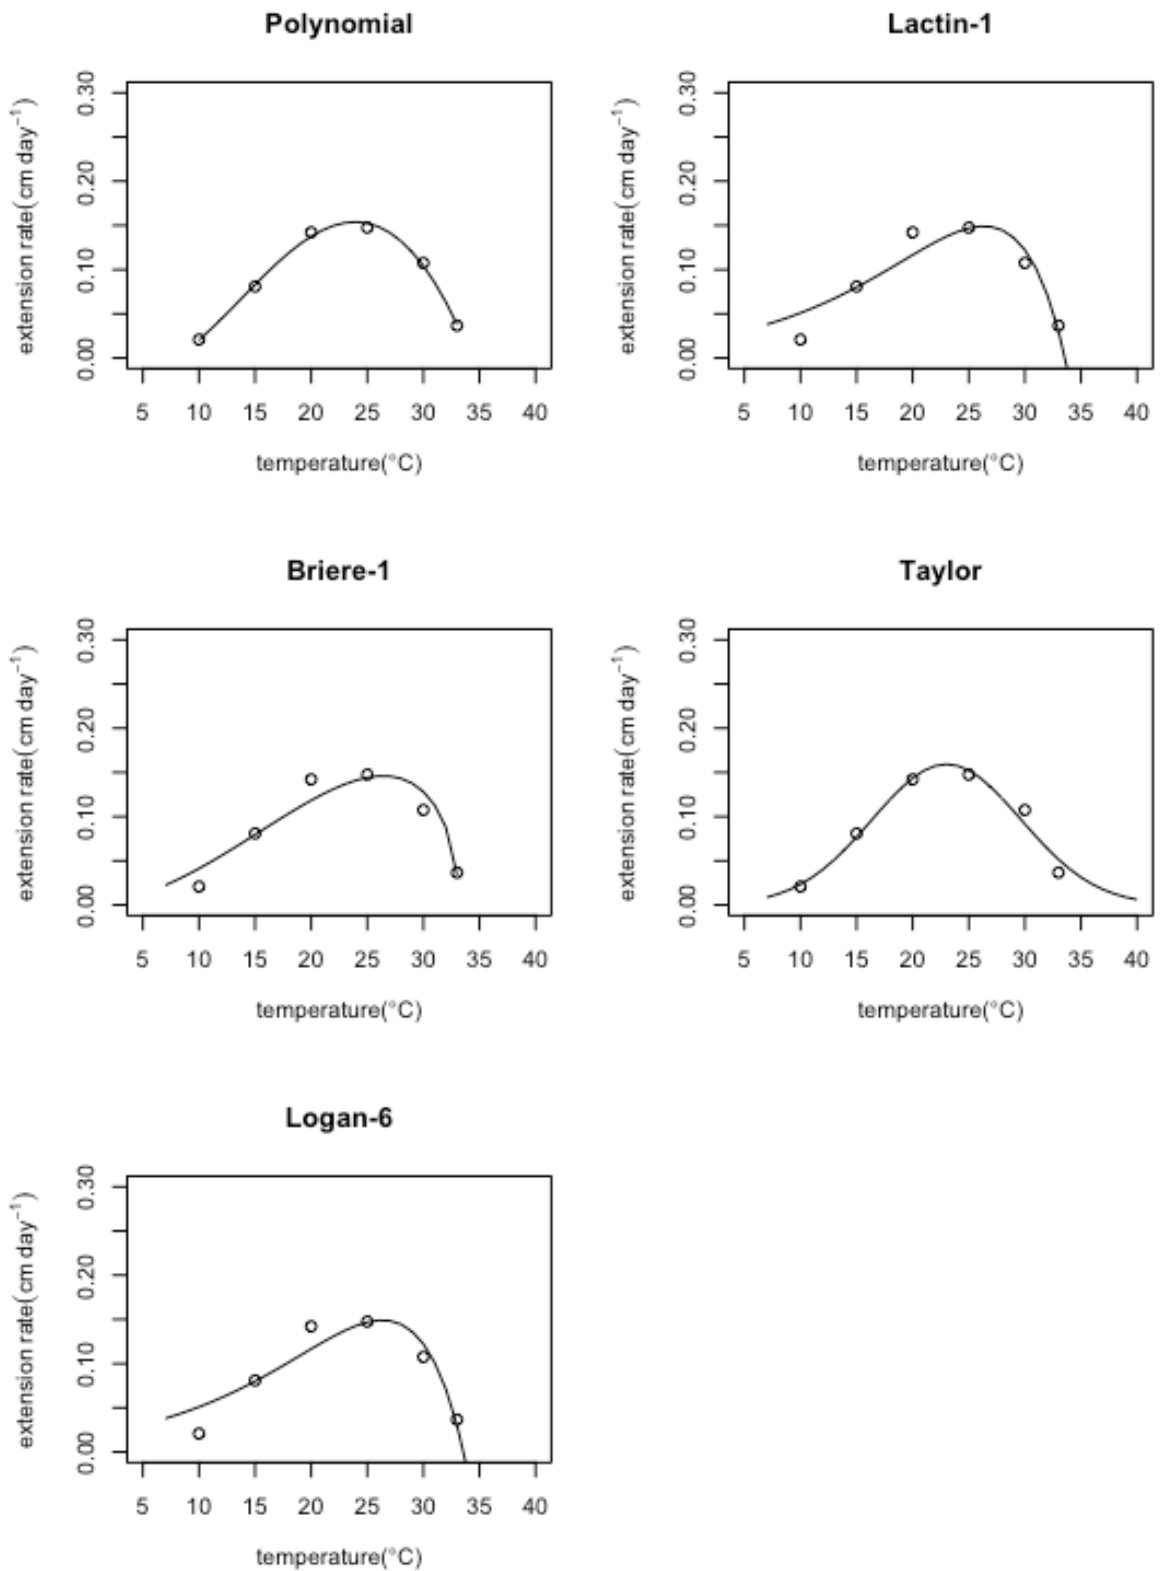 Polynomial
extension rate(cm day⁻¹)
0.00 0.10 0.20 0.30
5 10 15 20 25 30 35 40
temperature(°C)
Lactin-1
extension rate(cm day⁻¹)
0.00 0.10 0.20 0.30
5 10 15 20 25 30 35 40
temperature(°C)
Briere-1
extension rate(cm day⁻¹)
0.00 0.10 0.20 0.30
5 10 15 20 25 30 35 40
temperature(°C)
Taylor
extension rate(cm day⁻¹)
0.00 0.10 0.20 0.30
5 10 15 20 25 30 35 40
temperature(°C)
Logan-6
extension rate(cm day⁻¹)
0.00 0.10 0.20 0.30
5 10 15 20 25 30 35 40
temperature(°C)